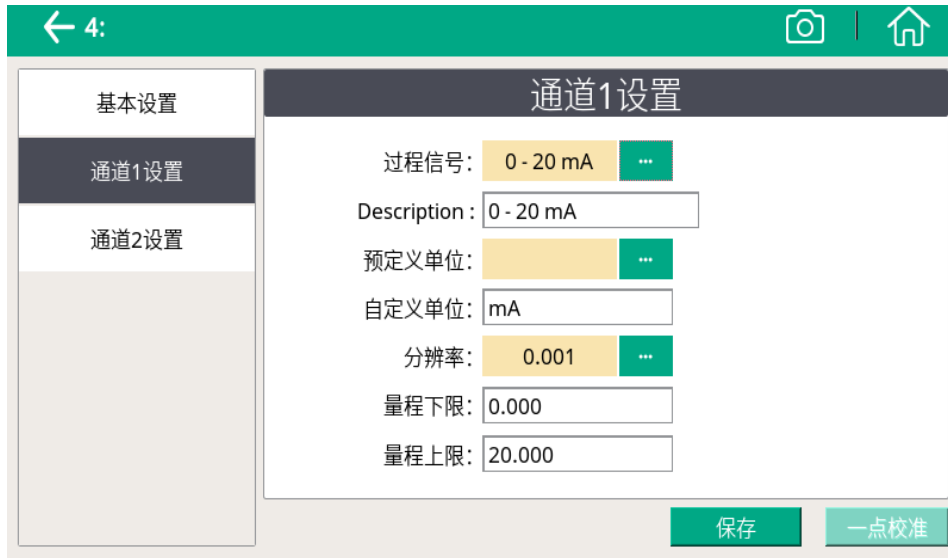 4:
基本设置
通道1设置
通道2设置
通道1设置
过程信号： 0 - 20 mA ...
Description : 0 - 20 mA
预定义单位： ...
自定义单位： mA
分辨率： 0.001 ...
量程下限： 0.000
量程上限： 20.000
保存 一点校准